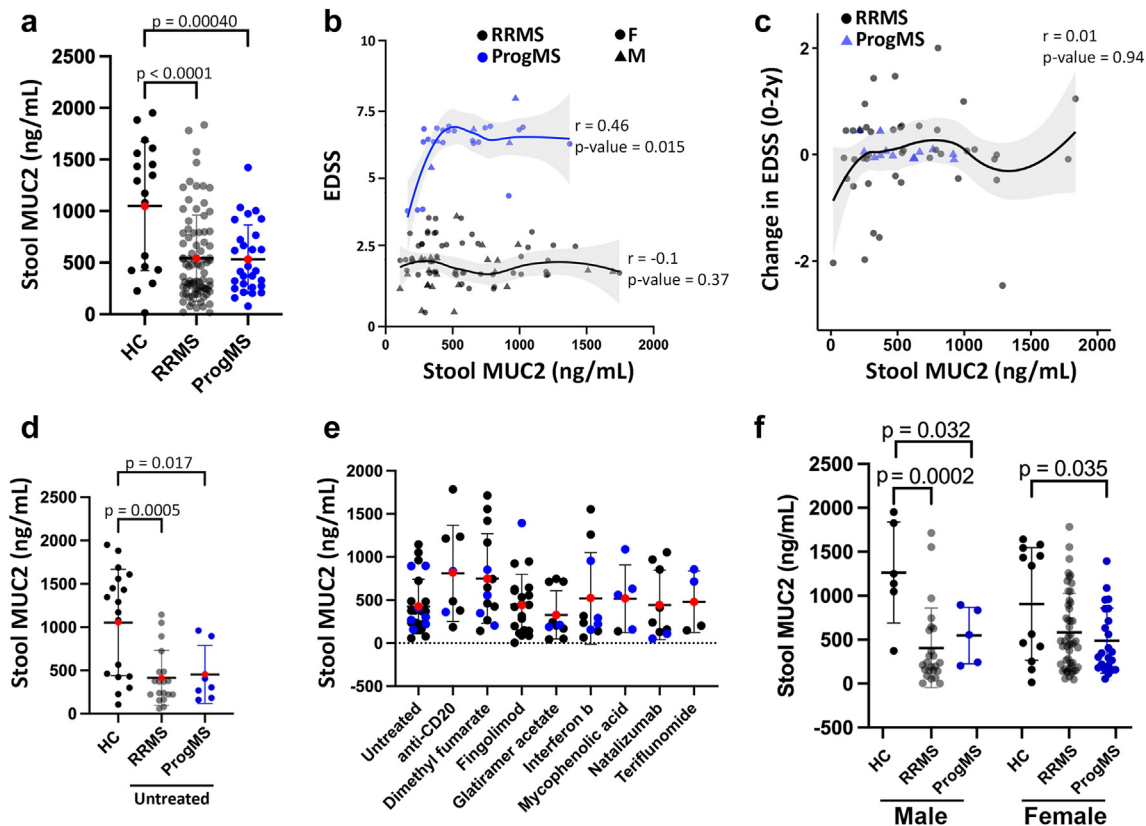 a
p = 0.00040
p < 0.0001
2500
2000
1500
1000
500
0
Stool MUC2 (ng/mL)
HC
RRMS
ProgMS
b
RRMS
F
ProgMS
M
10
7.5
5
2.5
0
EDSS
r = 0.46
p-value = 0.015
r = -0.1
p-value = 0.37
0
500
1000
1500
2000
Stool MUC2 (ng/mL)
c
RRMS
ProgMS
r = 0.01
p-value = 0.94
2
0
-2
Change in EDSS (0-2y)
0
500
1000
1500
2000
Stool MUC2 (ng/mL)
d
p = 0.017
p = 0.0005
2500
2000
1500
1000
500
0
Stool MUC2 (ng/mL)
HC
RRMS
ProgMS
Untreated
e
2000
1500
1000
500
0
-500
Stool MUC2 (ng/mL)
Untreated
anti-CD20
Dimethyl fumarate
Fingolimod
Glatiramer acetate
Interferon b
Mycophenolic acid
Natalizumab
Teriflunomide
f
p = 0.032
p = 0.0002
p = 0.035
2500
2000
1500
1000
500
0
-500
Stool MUC2 (ng/mL)
HC
RRMS
ProgMS
HC
RRMS
ProgMS
Male
Female